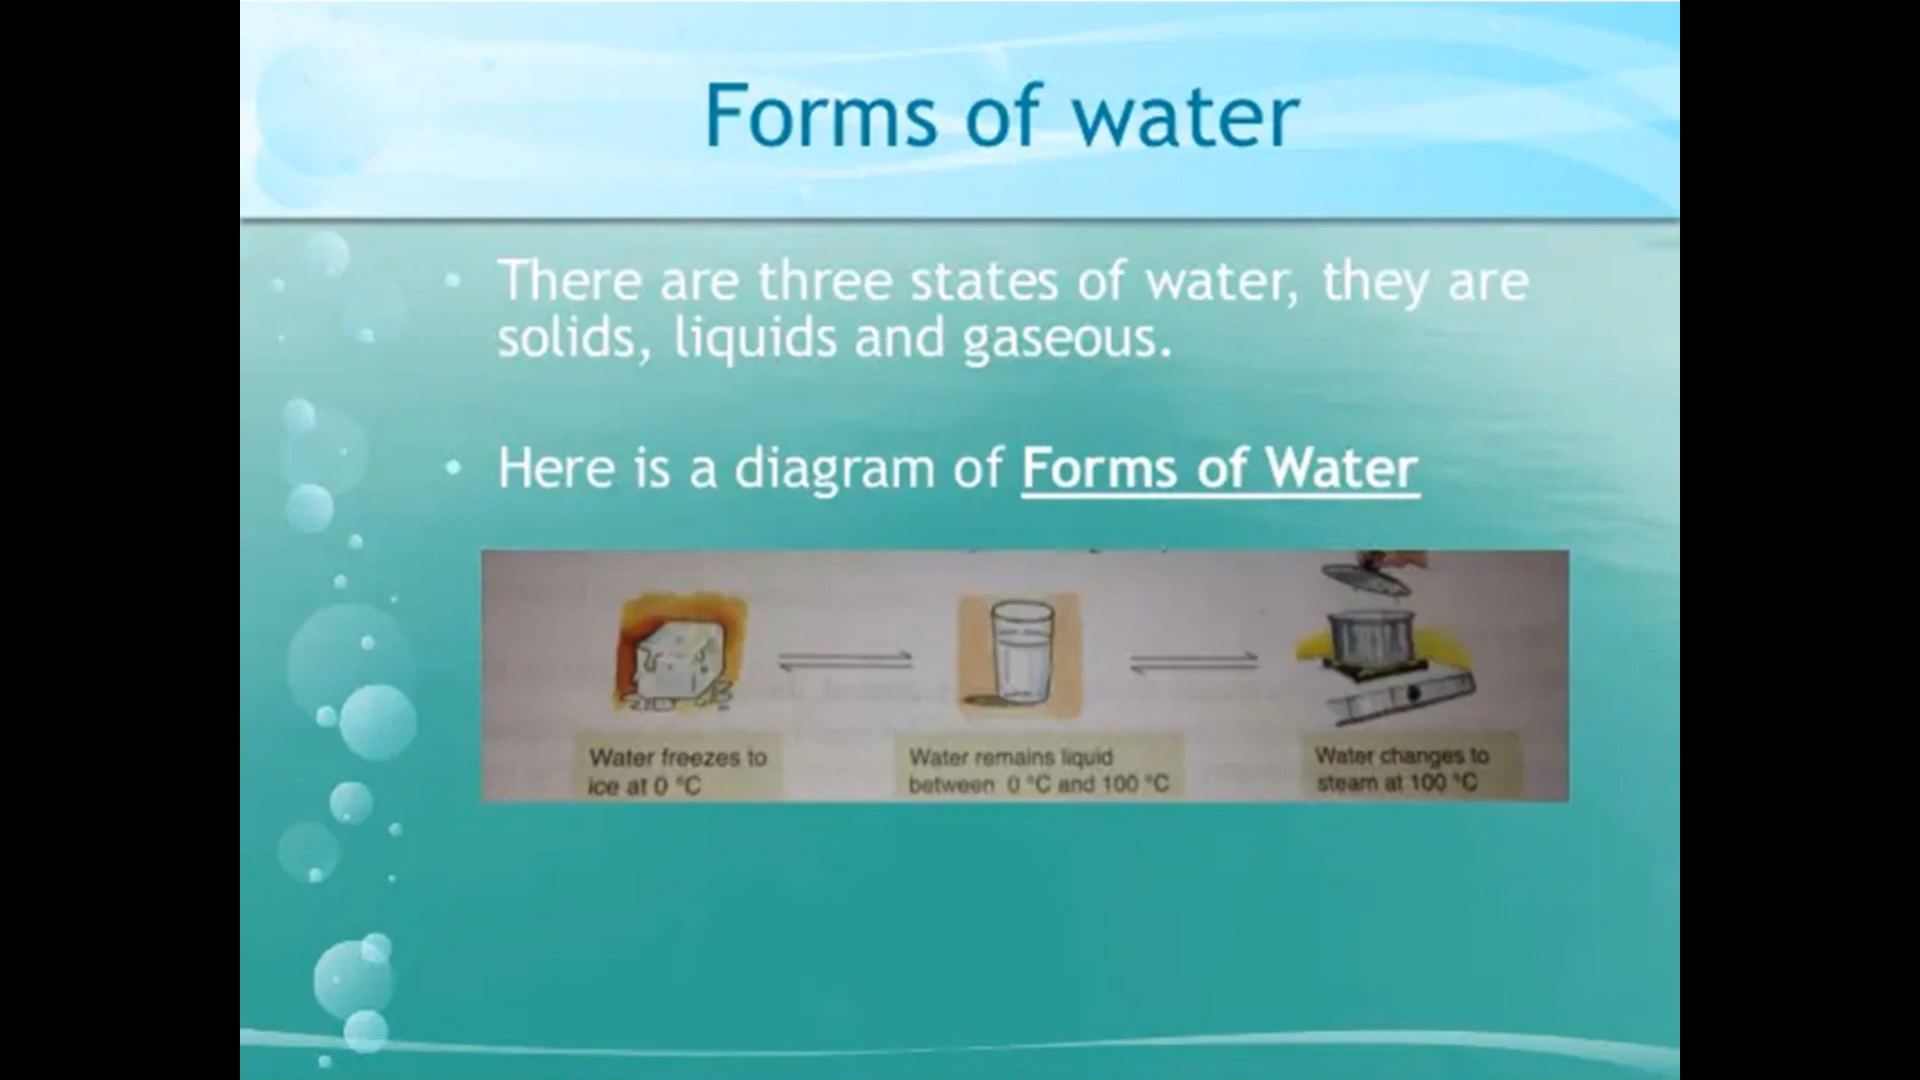 Forms of water
There are three states of water, they are
solids, liquids and gaseous.
Here is a diagram of Forms of Water
Water freezes to
ice at 0 °C
Water remains liquid
between 0 °C and 100 °C
Water changes to
steam at 100 °C